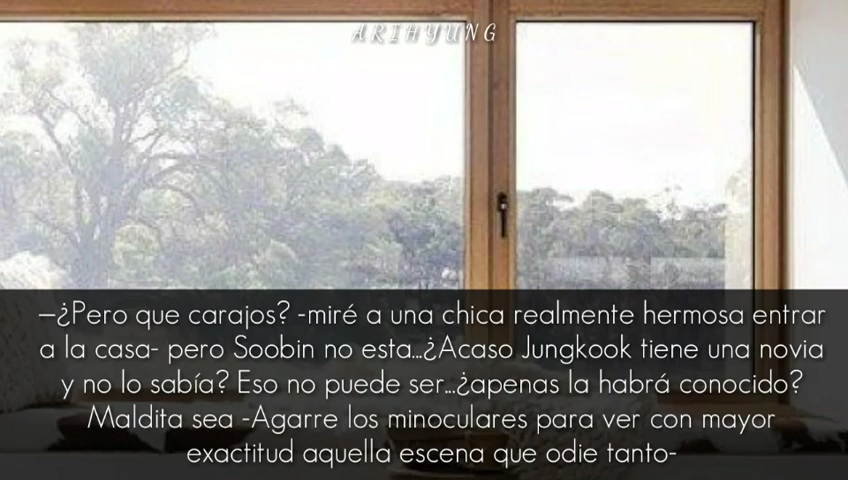 ARIHYUNG
—¿Pero que carajos? -miré a una chica realmente hermosa entrar
a la casa- pero Soobin no esta...¿Acaso Jungkook tiene una novia
y no lo sabía? Eso no puede ser...¿apenas la habrá conocido?
Maldita sea -Agarre los minoculares para ver con mayor
exactitud aquella escena que odie tanto-